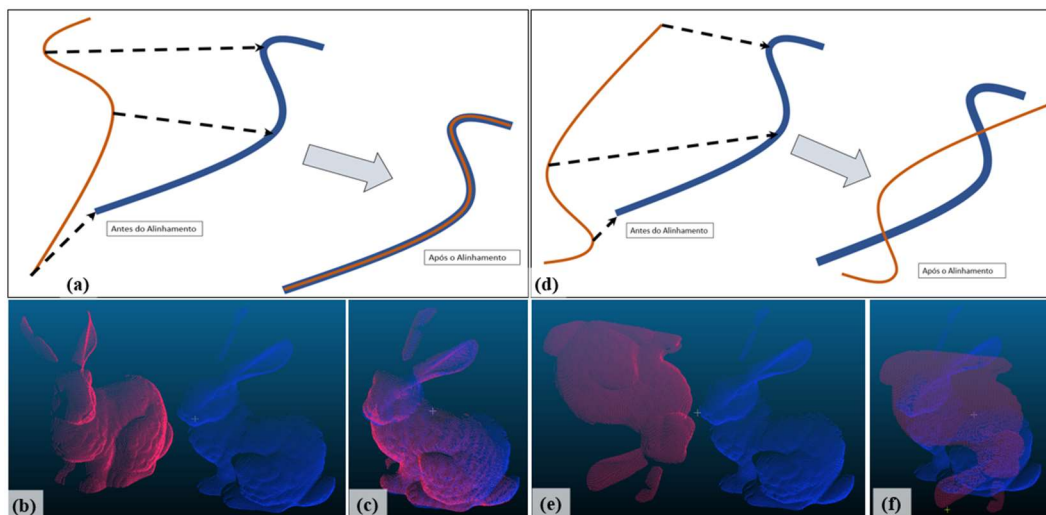 Antes do Alinhamento
Após o Alinhamento
(a)
Antes do Alinhamento
Após o Alinhamento
(d)
(b)
(c)
(e)
(f)